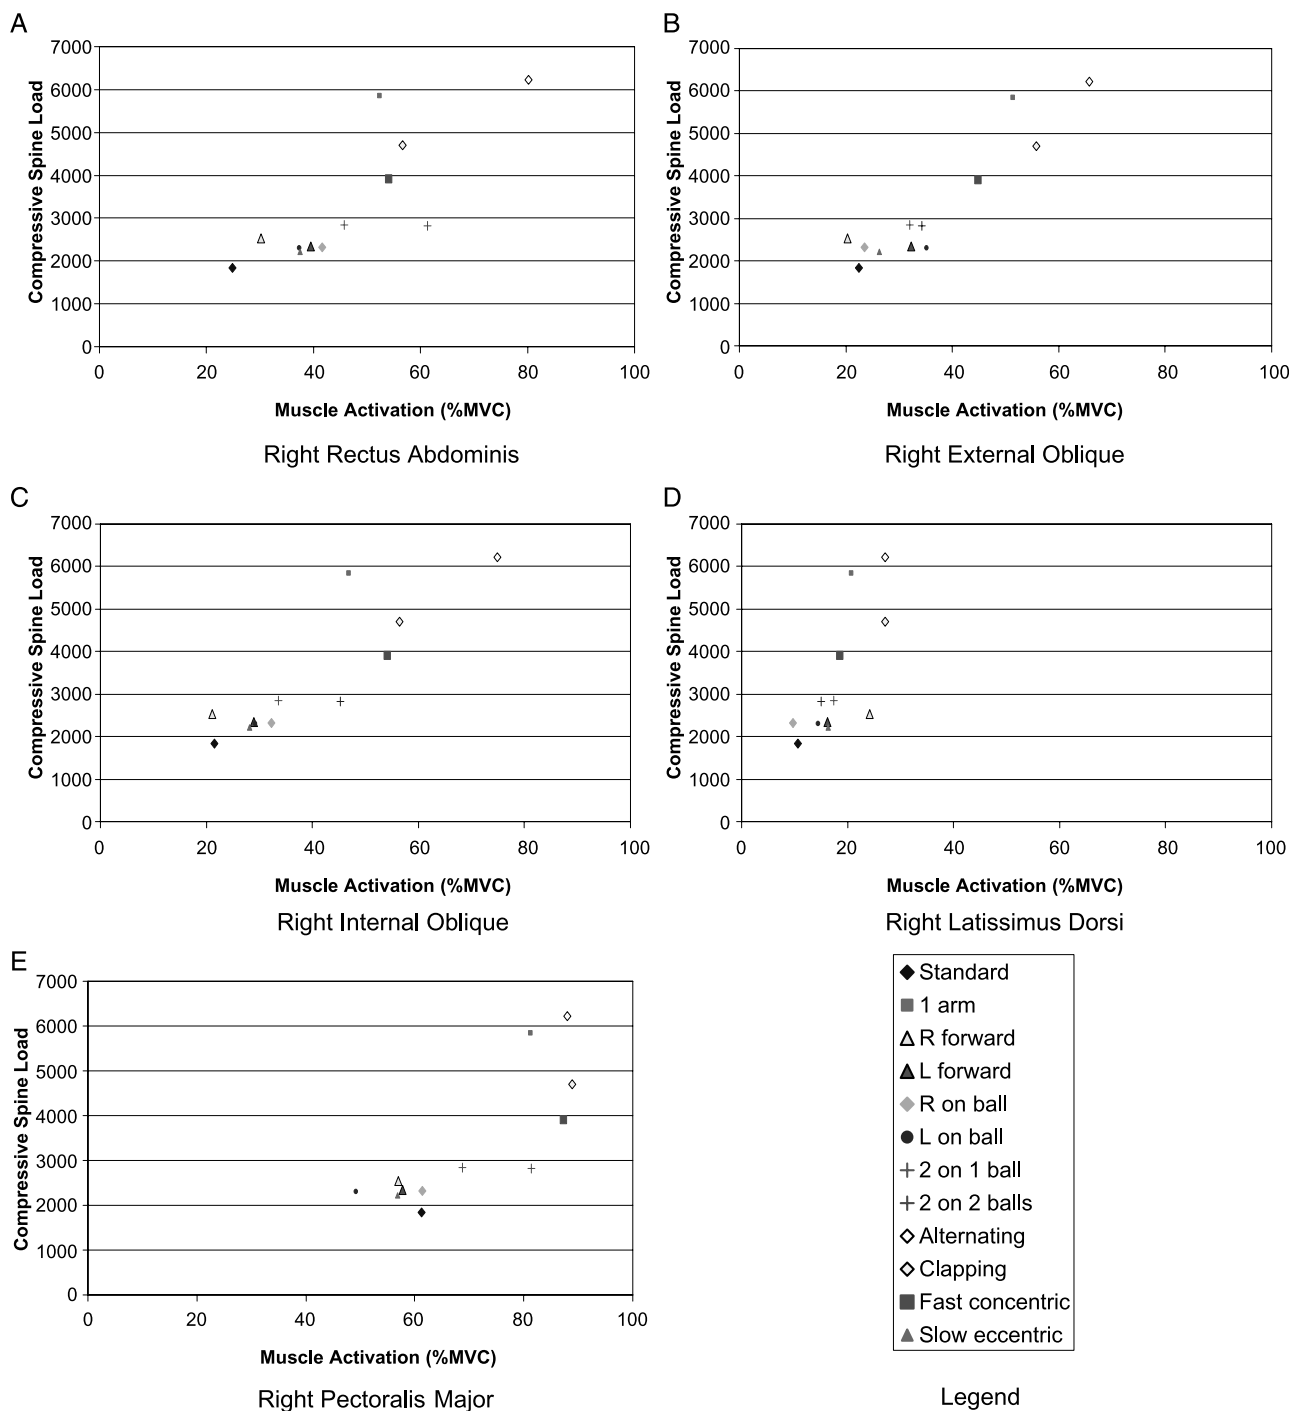 A
7000
6000
5000
4000
3000
2000
1000
0
Compressive Spine Load
0 20 40 60 80 100
Muscle Activation (%MVC)
Right Rectus Abdominis
B
7000
6000
5000
4000
3000
2000
1000
0
Compressive Spine Load
0 20 40 60 80 100
Muscle Activation (%MVC)
Right External Oblique
C
7000
6000
5000
4000
3000
2000
1000
0
Compressive Spine Load
0 20 40 60 80 100
Muscle Activation (%MVC)
Right Internal Oblique
D
7000
6000
5000
4000
3000
2000
1000
0
Compressive Spine Load
0 20 40 60 80 100
Muscle Activation (%MVC)
Right Latissimus Dorsi
E
7000
6000
5000
4000
3000
2000
1000
0
Compressive Spine Load
0 20 40 60 80 100
Muscle Activation (%MVC)
Right Pectoralis Major
Standard
1 arm
R forward
L forward
R on ball
L on ball
2 on 1 ball
2 on 2 balls
Alternating
Clapping
Fast concentric
Slow eccentric
Legend